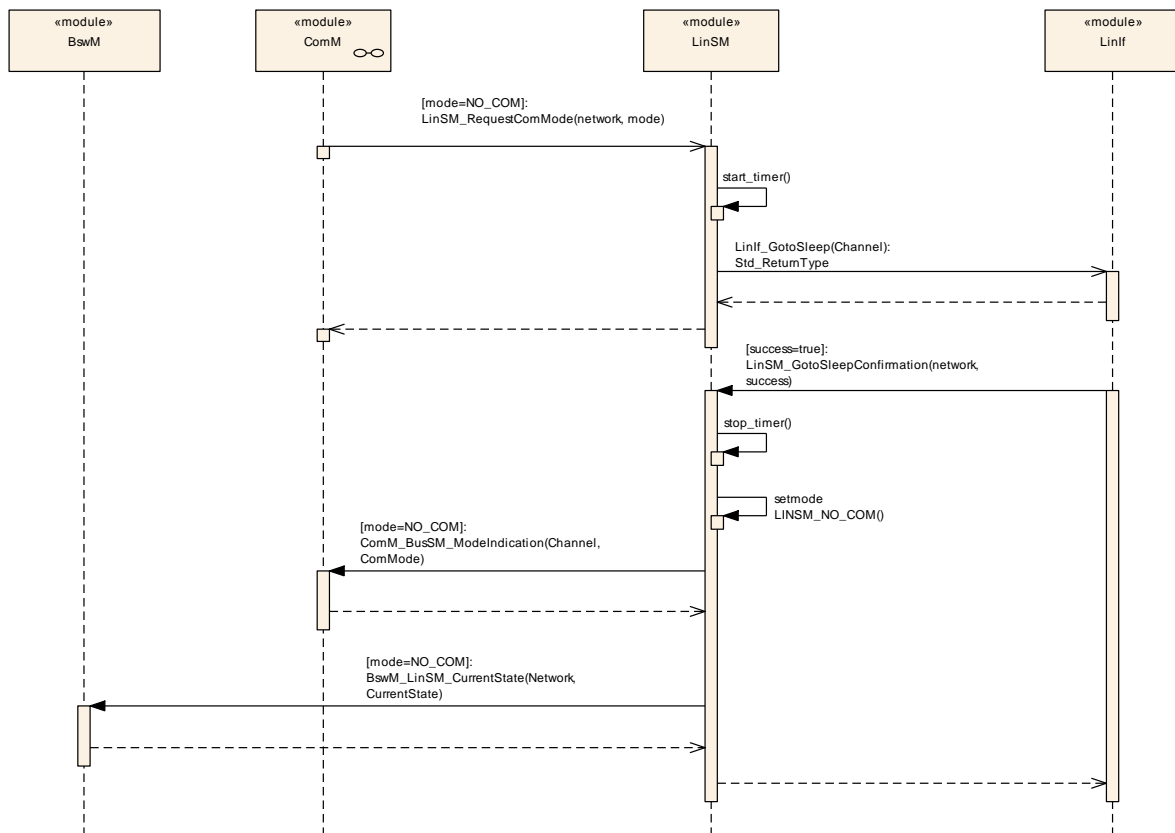 «module»
BswM
«module»
ComM
«module»
LinSM
«module»
LinIf
[mode=NO_COM]:
LinSM_RequestComMode(network, mode)
start_timer()
LinIf_GotoSleep(Channel):
Std_ReturnType
[success=true]:
LinSM_GotoSleepConfirmation(network,
success)
stop_timer()
setmode
LINSM_NO_COM()
[mode=NO_COM]:
ComM_BusSM_ModeIndication(Channel,
ComMode)
[mode=NO_COM]:
BswM_LinSM_CurrentState(Network,
CurrentState)